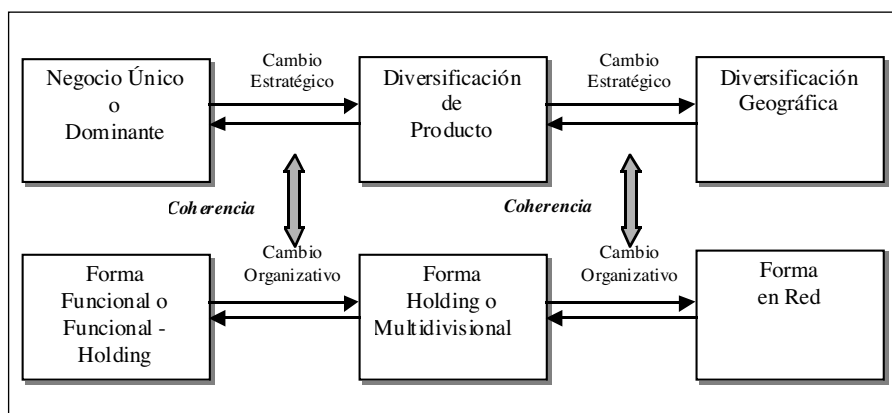 Negocio Único
o
Dominante
Cambio
Estratégico
Diversificación
de
Producto
Cambio
Estratégico
Diversificación
Geográfica
Coherencia
Coherencia
Forma
Funcional o
Funcional -
Holding
Cambio
Organizativo
Forma
Holding o
Multidivisional
Cambio
Organizativo
Forma
en Red